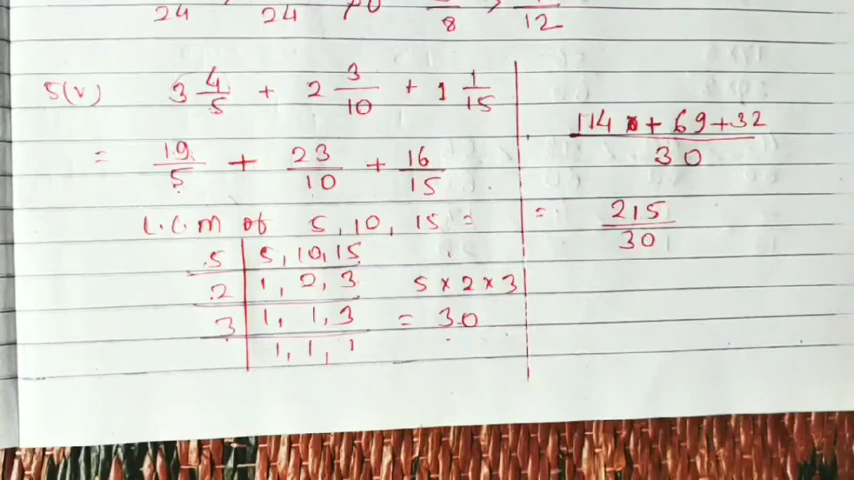 24 24 8 12
5(v) 3 4/5 + 2 3/10 + 1 1/15
= 19/5 + 23/10 + 16/15
L.C.M of 5, 10, 15 =
5 | 5, 10, 15
2 | 1, 2, 3 5 × 2 × 3
3 | 1, 1, 3 = 30
1, 1, 1
114 + 69 + 32 / 30
= 215/30